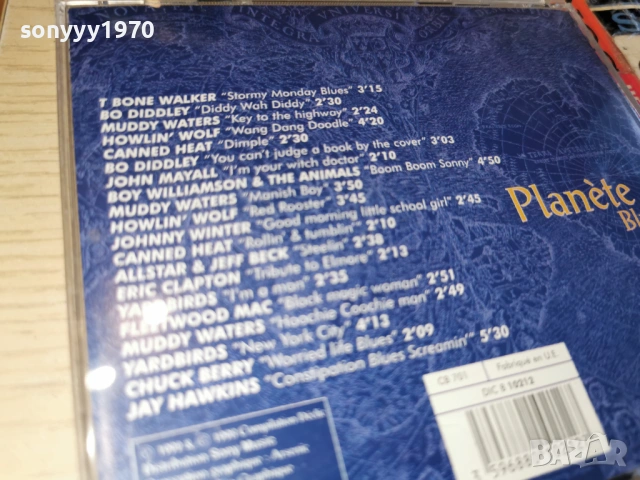 sonyyy1970
T BONE WALKER "Stormy Monday Blues" 3'15
BO DIDDLEY "Diddy Wah Diddy" 2'30
MUDDY WATERS "Key to the highway" 2'24
HOWLIN' WOLF "Wang Dang Doodle" 4'20
CANNED HEAT "Dimple" 2'30
BO DIDDLEY "You can't judge a book by the cover" 3'03
JOHN MAYALL "I'm your witch doctor" 2'10
BOY WILLIAMSON & THE ANIMALS "Baom Boom Sonny" 4'50
MUDDY WATERS "Manish Boy" 3'50
HOWLIN' WOLF "Red Rooster" 3'45
JOHNNY WINTER "Good morning little school girl" 2'45
CANNED HEAT "Rollin' & tumblin" 2'10
ALLSTAR & JEFF BECK "Steelin" 2'38
ERIC CLAPTON "Tribute to Elmore" 2'13
YARDBIRDS "I'm a man" 2'35
FLEETWOOD MAC "Black magic woman" 2'51
MUDDY WATERS "Hoochie Coochie man" 2'49
YARDBIRDS "New York City" 4'13
CHUCK BERRY "Worried life Blues" 2'09
JAY HAWKINS "Constipation Blues Screamin'" 5'30
Planète
CB 701
Fabriqué en U.E.
DIC 8 10212
Sony Music
sonyyy1970
BAZAR